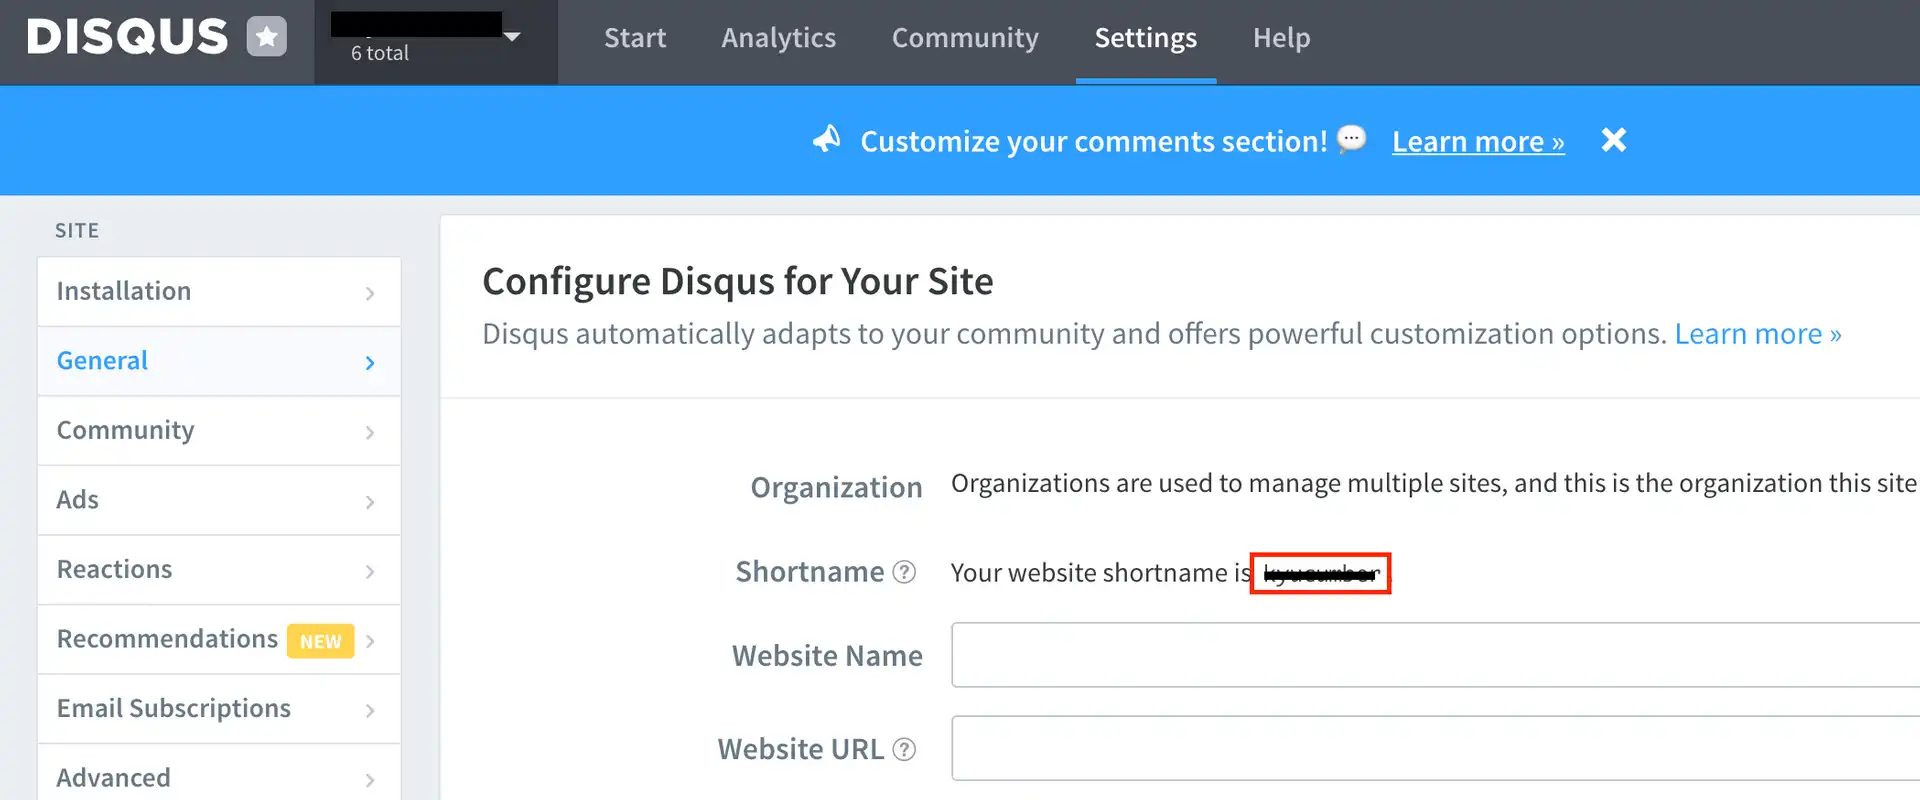 DISQUS
6 total
Start Analytics Community Settings Help
Customize your comments section! Learn more » 
SITE
Installation
General
Community
Ads
Reactions
Recommendations NEW
Email Subscriptions
Advanced
Configure Disqus for Your Site
Disqus automatically adapts to your community and offers powerful customization options. Learn more »
Organization Organizations are used to manage multiple sites, and this is the organization this site
Shortname ? Your website shortname is
Website Name
Website URL ?